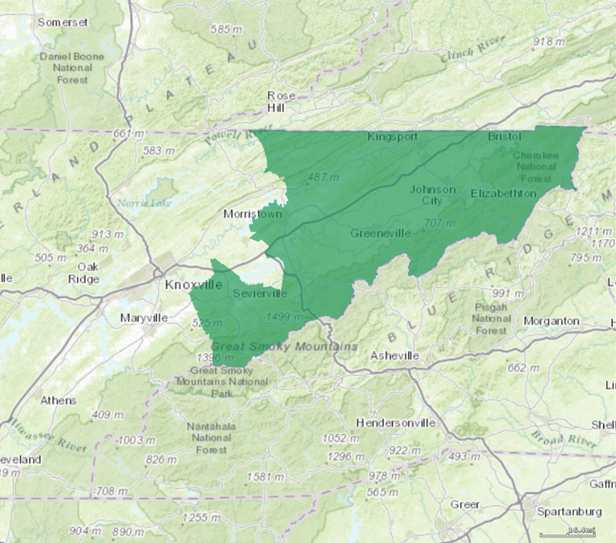 Somerset
585 m
Clinch River
918 m
Daniel Boone
National
Forest
PLATEAU
Rose
Hill
661 m
Powell River
583 m
Kingsport
Bristol
Cherokee
National
Forest
487 m
ERLAND
Norris Lake
Johnson
City
Elizabethton
Morristown
707 m
Greeneville
913 m
505 m
364 m
Oak
Ridge
lle
1211 m
1170
795 m
BLUE RIDGE M
Knoxville
Sevierville
991 m
Pisgah
National
Forest
Maryville
525 m
1499 m
Morganton
Great Smoky Mountains
1396 m
Asheville
Great Smoky
Mountains National
Park
662 m
Athens
409 m
Hiwassee River
Nantahala
National
Forest
Hendersonville
Lin
Shel
1003 m
1052 m
Broad River
eveland
826 m
1296 m
922 m
493 m
1581 m
978 m
708 m
565 m
Gaffn
Greer
Spartanburg
1255 m
904 m
890 m